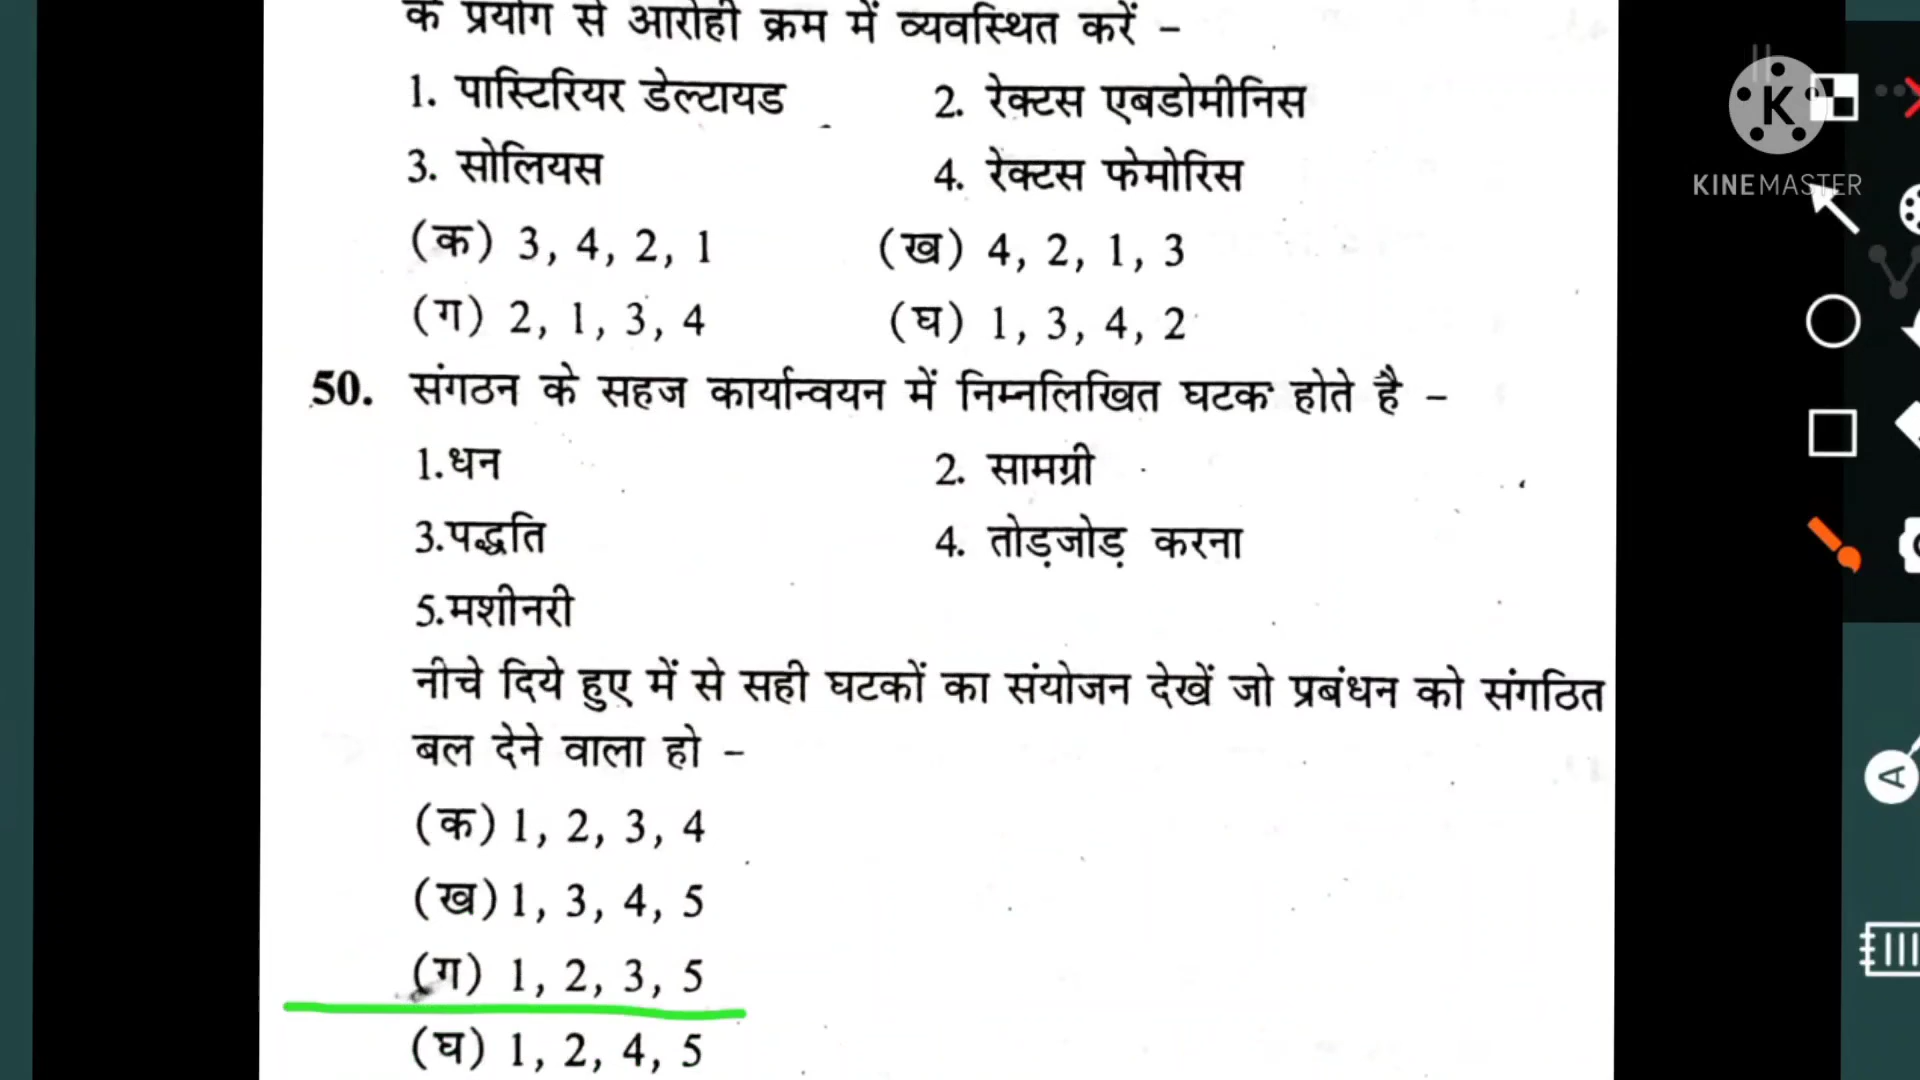 के प्रयोग से आरोही क्रम में व्यवस्थित करें -
1. पास्टिरियर डेल्टायड 2. रेक्टस एबडोमीनिस
3. सोलियस 4. रेक्टस फेमोरिस
(क) 3, 4, 2, 1 (ख) 4, 2, 1, 3
(ग) 2, 1, 3, 4 (घ) 1, 3, 4, 2
50. संगठन के सहज कार्यान्वयन में निम्नलिखित घटक होते है -
1.धन 2. सामग्री
3.पद्धति 4. तोड़जोड़ करना
5.मशीनरी
नीचे दिये हुए में से सही घटकों का संयोजन देखें जो प्रबंधन को संगठित
बल देने वाला हो -
(क) 1, 2, 3, 4
(ख) 1, 3, 4, 5
(ग) 1, 2, 3, 5
(घ) 1, 2, 4, 5
K
KINEMASTER
A